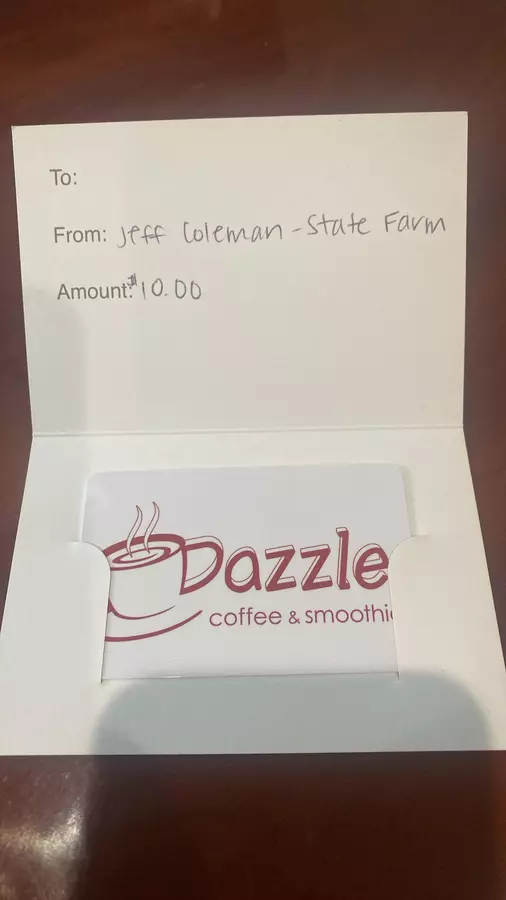 To:
From: Jeff Coleman - State Farm
Amount: $10.00
Dazzle
coffee & smoothi